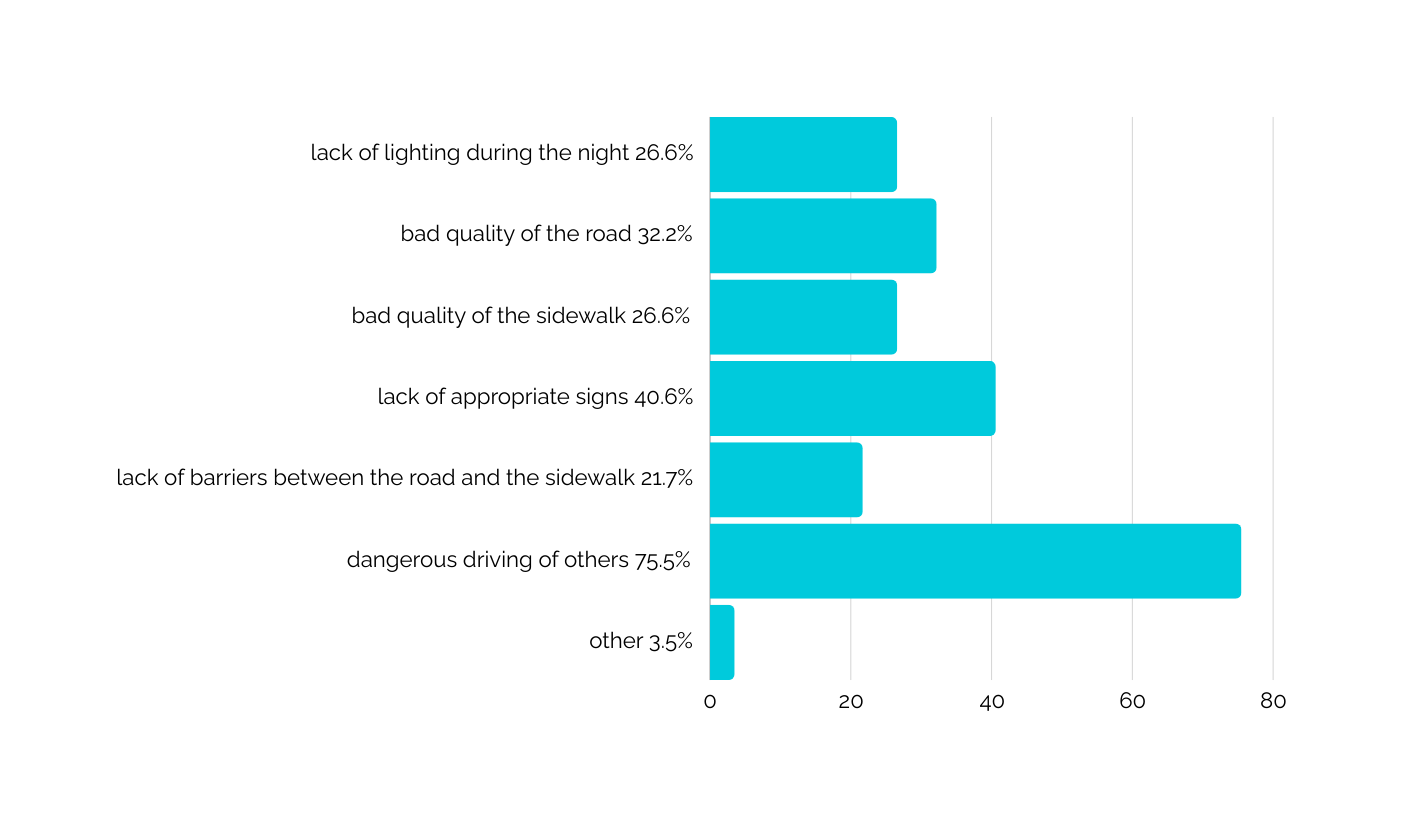 lack of lighting during the night 26.6%
bad quality of the road 32.2%
bad quality of the sidewalk 26.6%
lack of appropriate signs 40.6%
lack of barriers between the road and the sidewalk 21.7%
dangerous driving of others 75.5%
other 3.5%
0 20 40 60 80